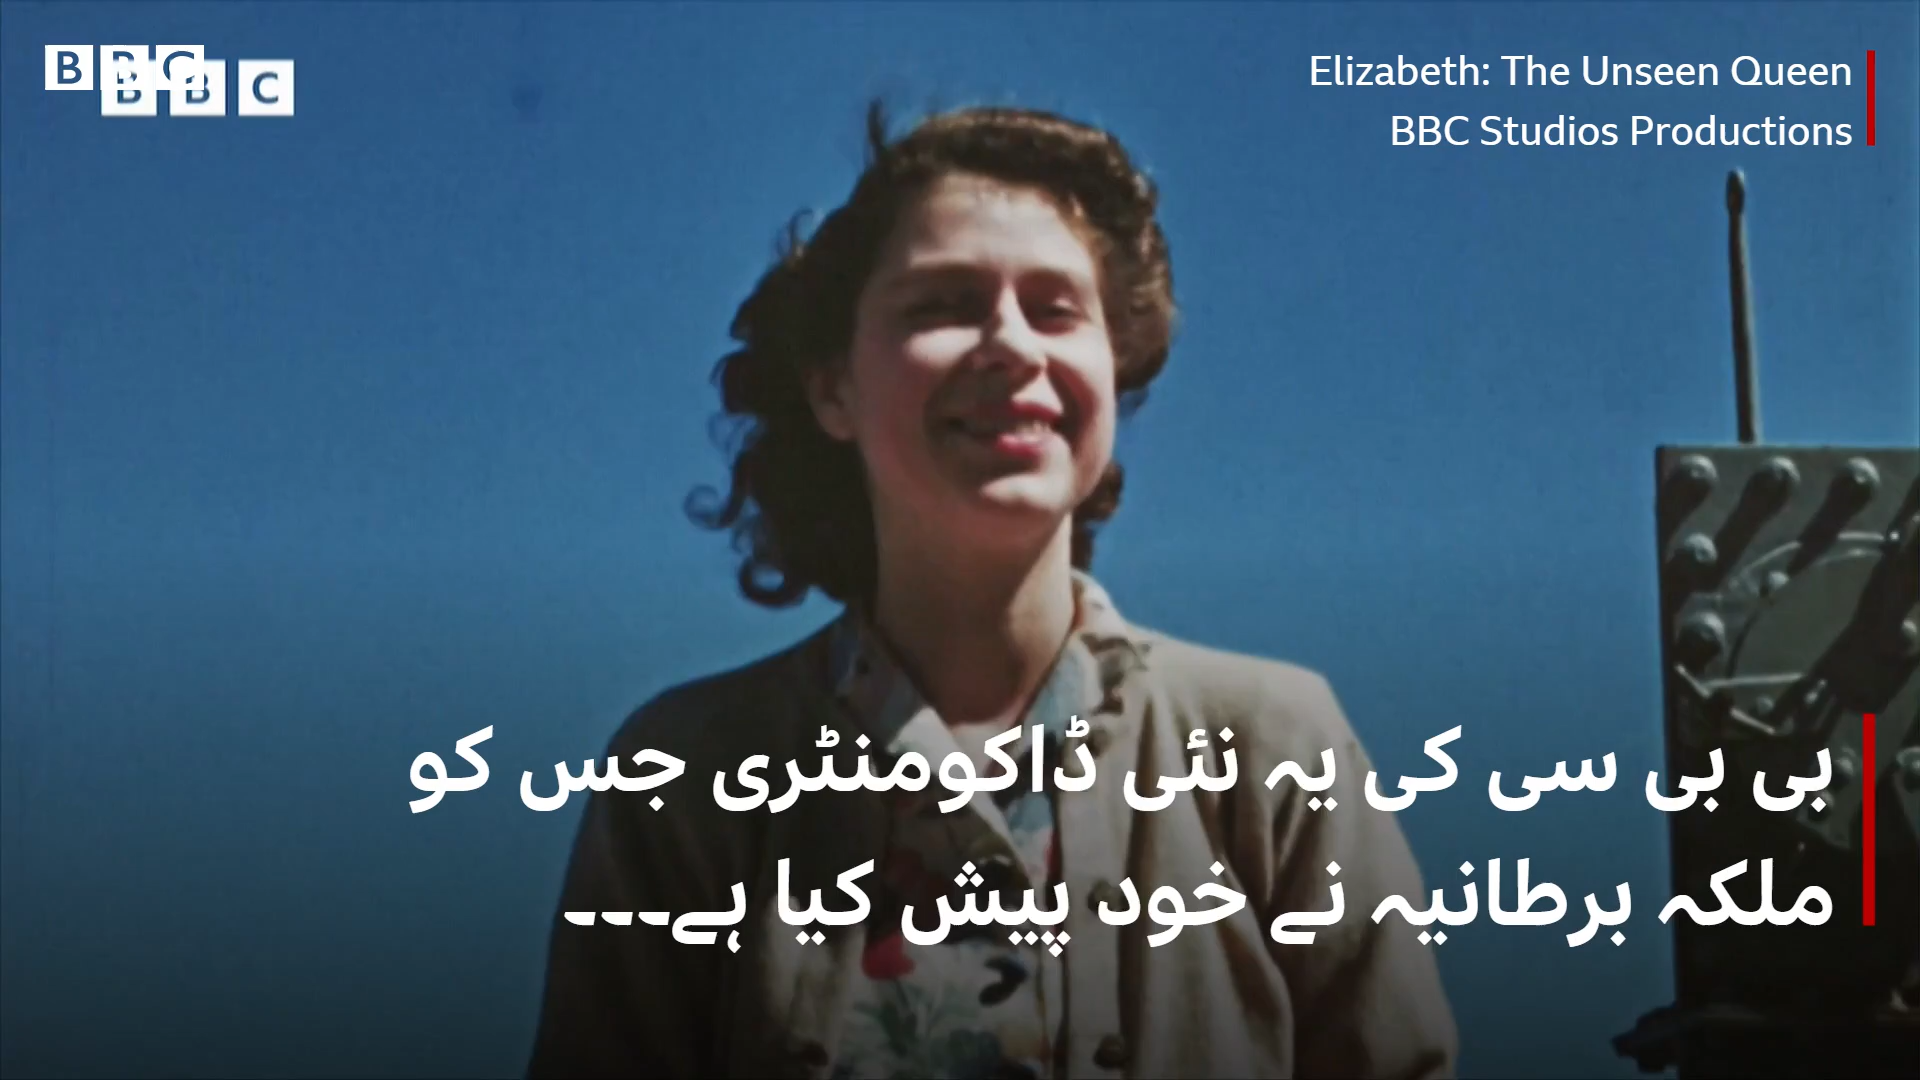 BBC
BBC
Elizabeth: The Unseen Queen
BBC Studios Productions
بی بی سی کی یہ نئی ڈاکومنٹری جس کو
ملکہ برطانیہ نے خود پیش کیا ہے۔۔۔